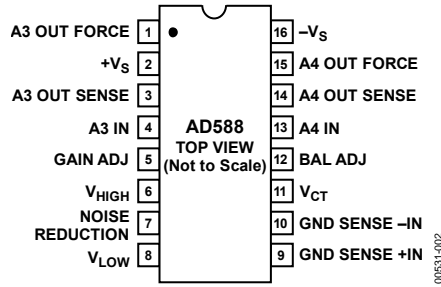 A3 OUT FORCE 1
+VS 2
A3 OUT SENSE 3
A3 IN 4
GAIN ADJ 5
VHIGH 6
NOISE
REDUCTION 7
VLOW 8
AD588
TOP VIEW
(Not to Scale)
16 –VS
15 A4 OUT FORCE
14 A4 OUT SENSE
13 A4 IN
12 BAL ADJ
11 VCT
10 GND SENSE –IN
9 GND SENSE +IN
00531-002